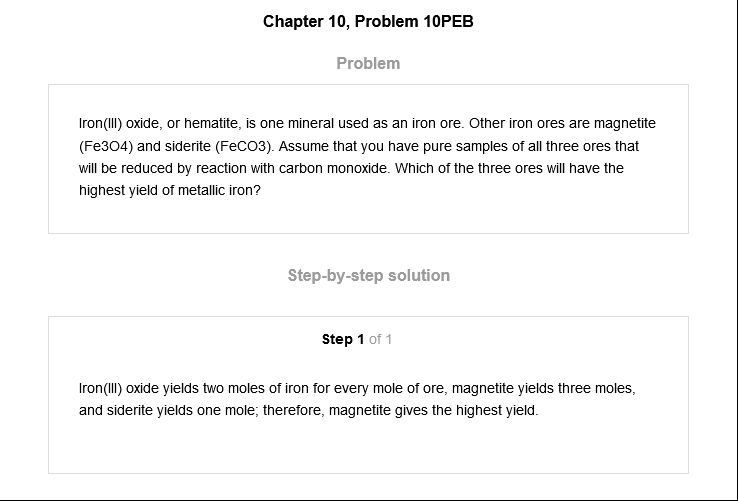 Chapter 10, Problem 10PEB
Problem
Iron(III) oxide, or hematite, is one mineral used as an iron ore. Other iron ores are magnetite
(Fe3O4) and siderite (FeCO3). Assume that you have pure samples of all three ores that
will be reduced by reaction with carbon monoxide. Which of the three ores will have the
highest yield of metallic iron?
Step-by-step solution
Step 1 of 1
Iron(III) oxide yields two moles of iron for every mole of ore, magnetite yields three moles,
and siderite yields one mole; therefore, magnetite gives the highest yield.